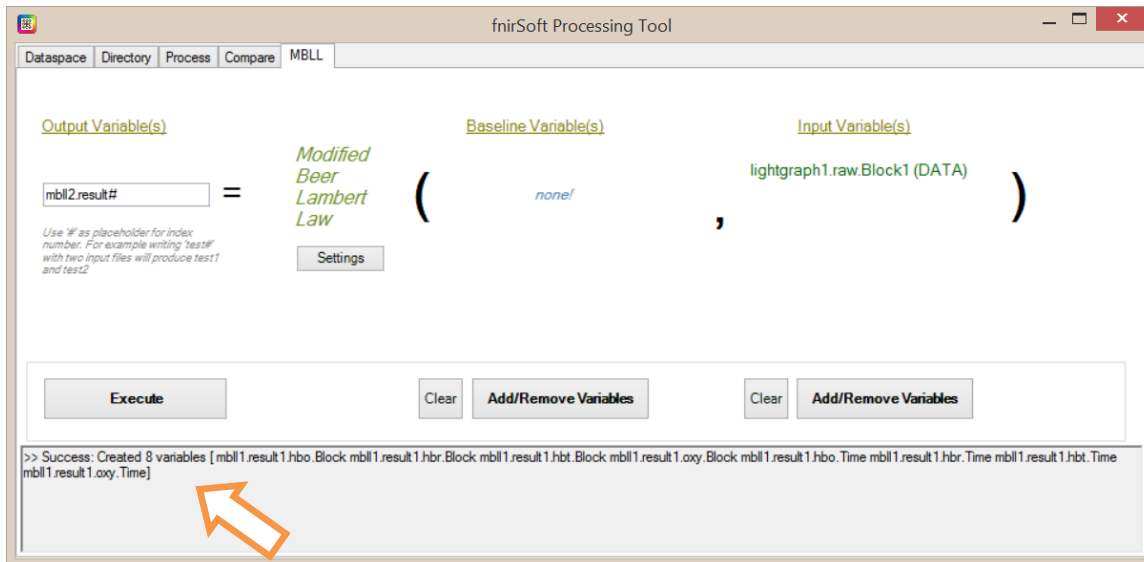 fnirSoft Processing Tool
Dataspace Directory Process Compare MBLL
Output Variable(s)
Baseline Variable(s)
Input Variable(s)
Modified
Beer
Lambert
Law
mbll2.result#
=
(
none!
,
lightgraph1.raw.Block1 (DATA)
)
Use '#' as placeholder for index
number. For example writing 'test#'
with two input files will produce test1
and test2
Settings
Execute
Clear
Add/Remove Variables
Clear
Add/Remove Variables
>> Success: Created 8 variables [ mbll1.result1.hbo.Block mbll1.result1.hbr.Block mbll1.result1.hbt.Block mbll1.result1.oxy.Block mbll1.result1.hbo.Time mbll1.result1.hbr.Time mbll1.result1.hbt.Time
mbll1.result1.oxy.Time]